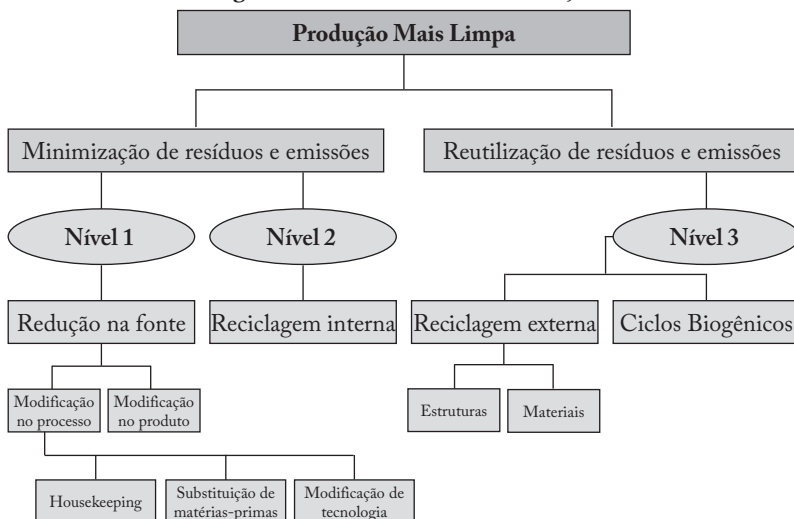 Produção Mais Limpa
Minimização de resíduos e emissões
Reutilização de resíduos e emissões
Nível 1
Nível 2
Nível 3
Redução na fonte
Reciclagem interna
Reciclagem externa
Ciclos Biogênicos
Modificação
no processo
Modificação
no produto
Estruturas
Materiais
Housekeeping
Substituição de
matérias-primas
Modificação de
tecnologia